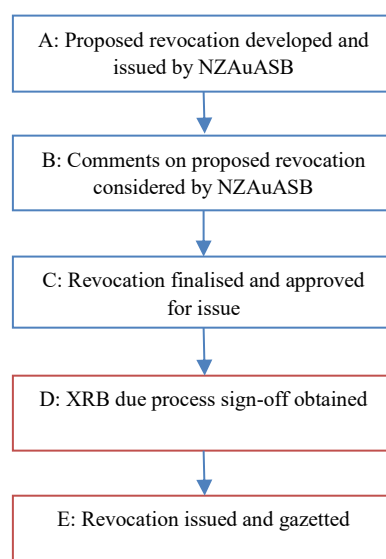 A: Proposed revocation developed and
issued by NZAuASB
B: Comments on proposed revocation
considered by NZAuASB
C: Revocation finalised and approved
for issue
D: XRB due process sign-off obtained
E: Revocation issued and gazetted